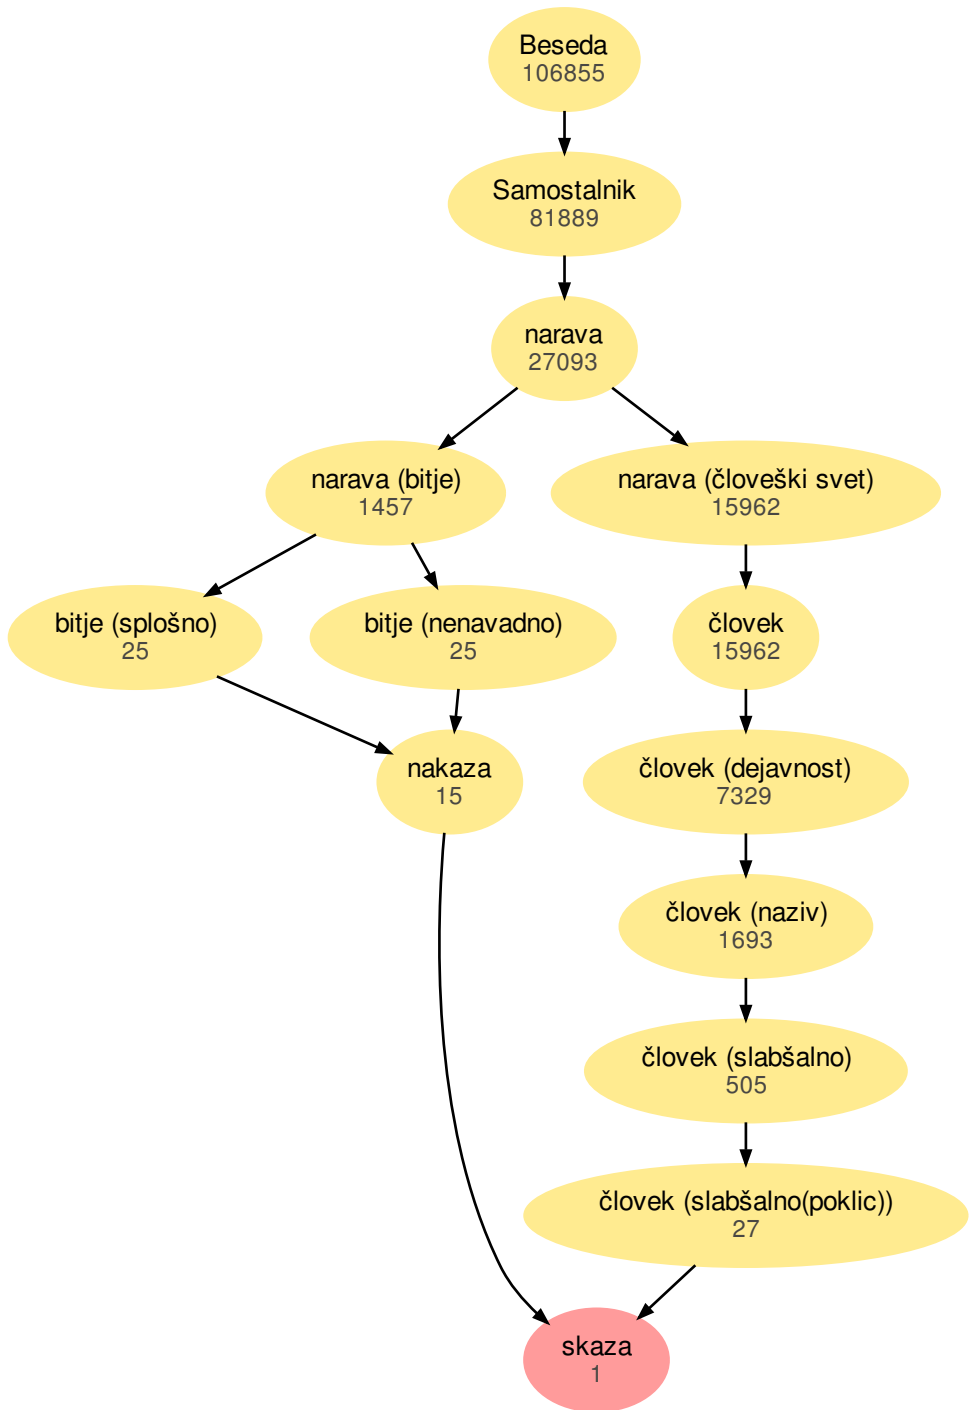 Beseda
106855
Samostalnik
81889
narava
27093
narava (bitje)
1457
narava (človeški svet)
15962
bitje (splošno)
25
bitje (nenavadno)
25
človek
15962
nakaza
15
človek (dejavnost)
7329
človek (naziv)
1693
človek (slabšalno)
505
človek (slabšalno(poklic))
27
skaza
1